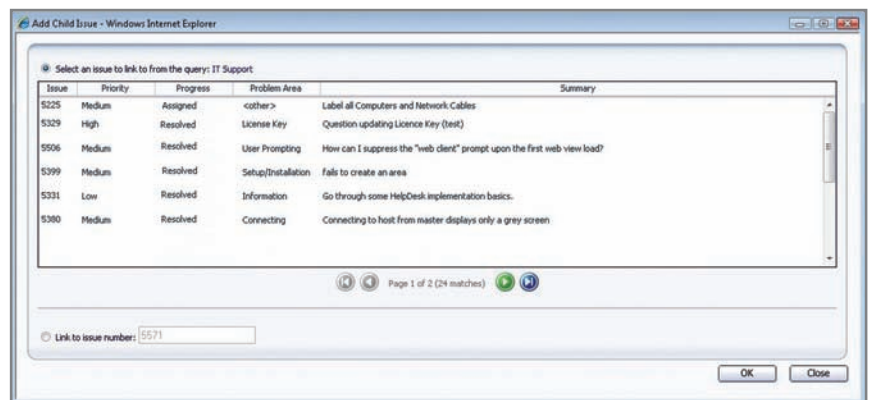 Add Child Issue - Windows Internet Explorer
Select an issue to link to from the query: IT Support
Issue Priority Progress Problem Area Summary
5225 Medium Assigned <other> Label all Computers and Network Cables
5329 High Resolved License Key Question updating Licence Key (test)
5506 Medium Resolved User Prompting How can I suppress the "web client" prompt upon the first web view load?
5399 Medium Resolved Setup/Installation fails to create an area
5331 Low Resolved Information Go through some HelpDesk implementation basics.
5380 Medium Resolved Connecting Connecting to host from master displays only a grey screen
Page 1 of 2 (24 matches)
Link to issue number: 5571
OK Close